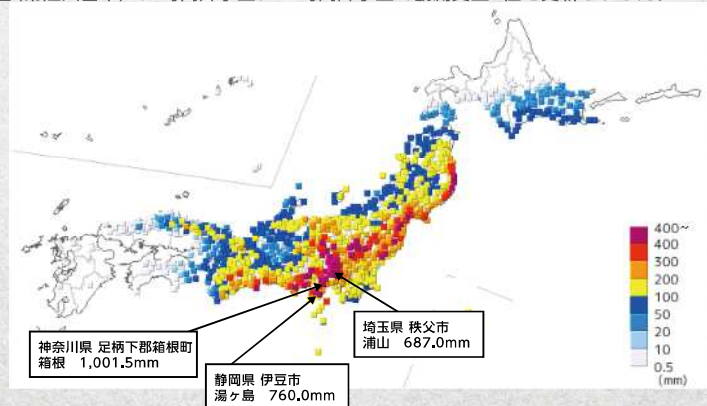 400~
400
300
200
100
50
20
10
0.5
(mm)
埼玉県 秩父市
浦山 687.0mm
神奈川県 足柄下郡箱根町
箱根 1,001.5mm
静岡県 伊豆市
湯ヶ島 760.0mm